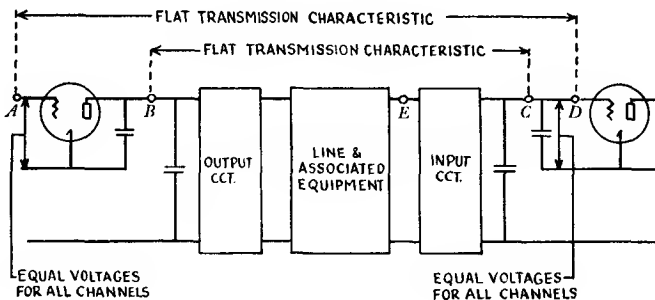 FLAT TRANSMISSION CHARACTERISTIC
FLAT TRANSMISSION CHARACTERISTIC
A
B
E
C
D
OUTPUT
CCT.
LINE &
ASSOCIATED
EQUIPMENT
INPUT
CCT.
EQUAL VOLTAGES
FOR ALL CHANNELS
EQUAL VOLTAGES
FOR ALL CHANNELS